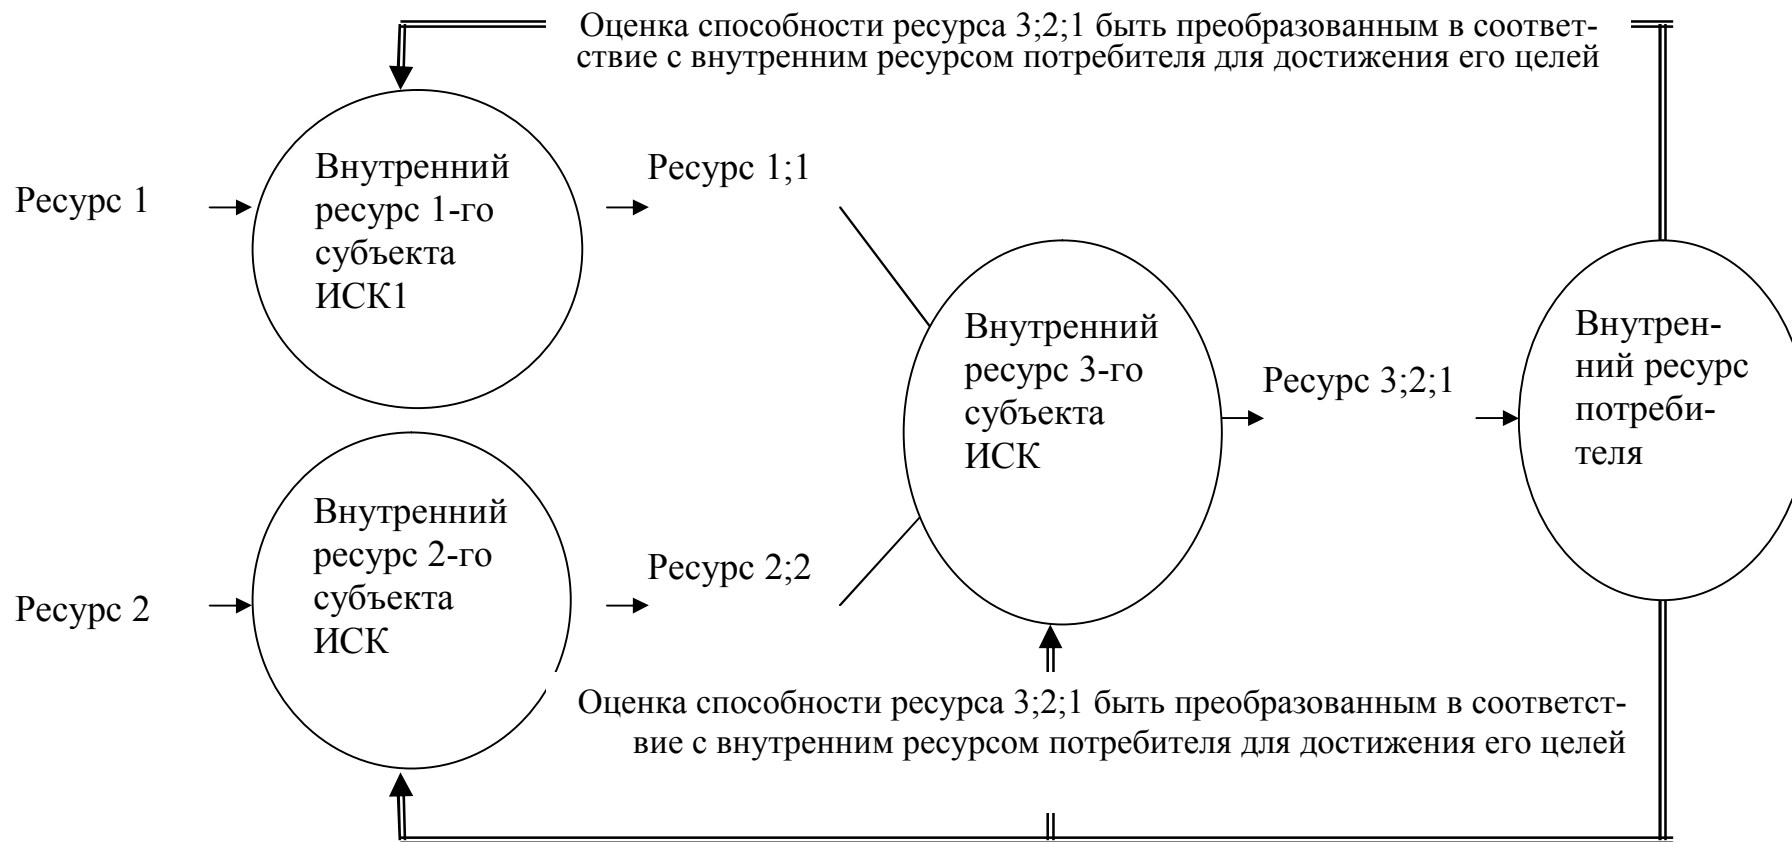 Оценка способности ресурса 3;2;1 быть преобразованным в соответ-
ствие с внутренним ресурсом потребителя для достижения его целей
Ресурс 1
Внутренний
ресурс 1-го
субъекта
ИСК1
Ресурс 1;1
Внутренний
ресурс 3-го
субъекта
ИСК
Ресурс 3;2;1
Внутрен-
ний ресурс
потреби-
теля
Ресурс 2
Внутренний
ресурс 2-го
субъекта
ИСК
Ресурс 2;2
Оценка способности ресурса 3;2;1 быть преобразованным в соответст-
вие с внутренним ресурсом потребителя для достижения его целей